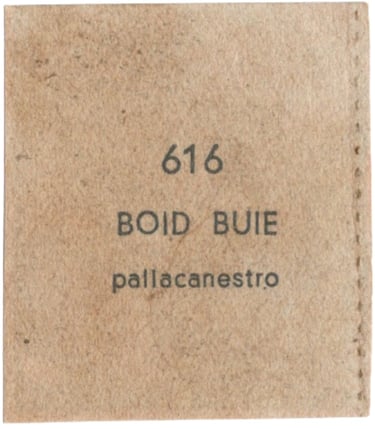 616
BOID BUIE
pallacanestro